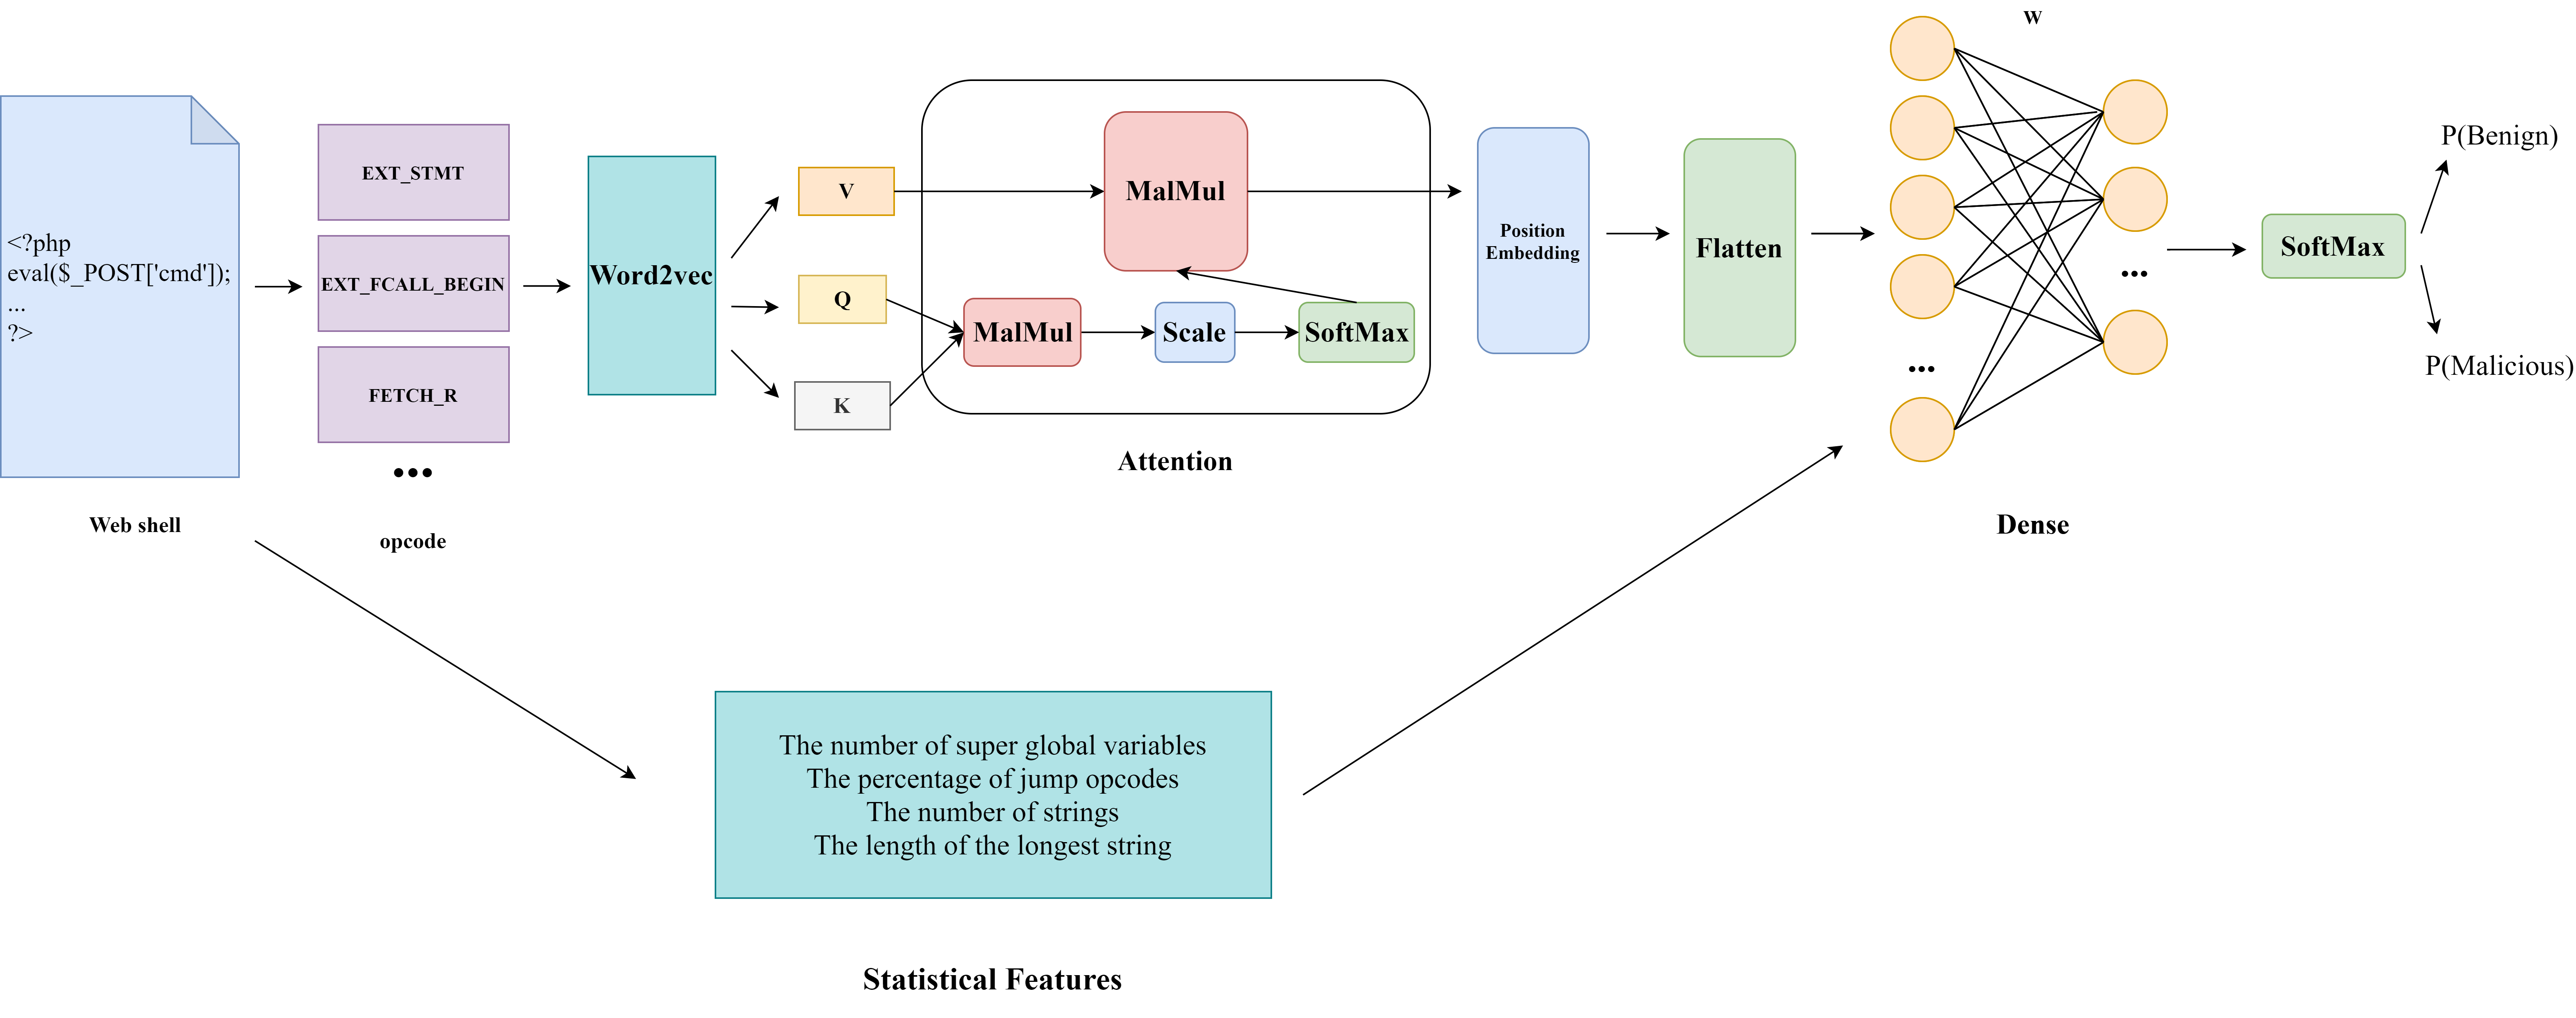 <?php
eval($_POST['cmd']);
...
?>
Web shell
EXT_STMT
EXT_FCALL_BEGIN
FETCH_R
•••
opcode
Word2vec
V
Q
K
MalMul
MalMul
Scale
SoftMax
Attention
Position
Embedding
Flatten
w
...
...
Dense
SoftMax
P(Benign)
P(Malicious)
The number of super global variables
The percentage of jump opcodes
The number of strings
The length of the longest string
Statistical Features